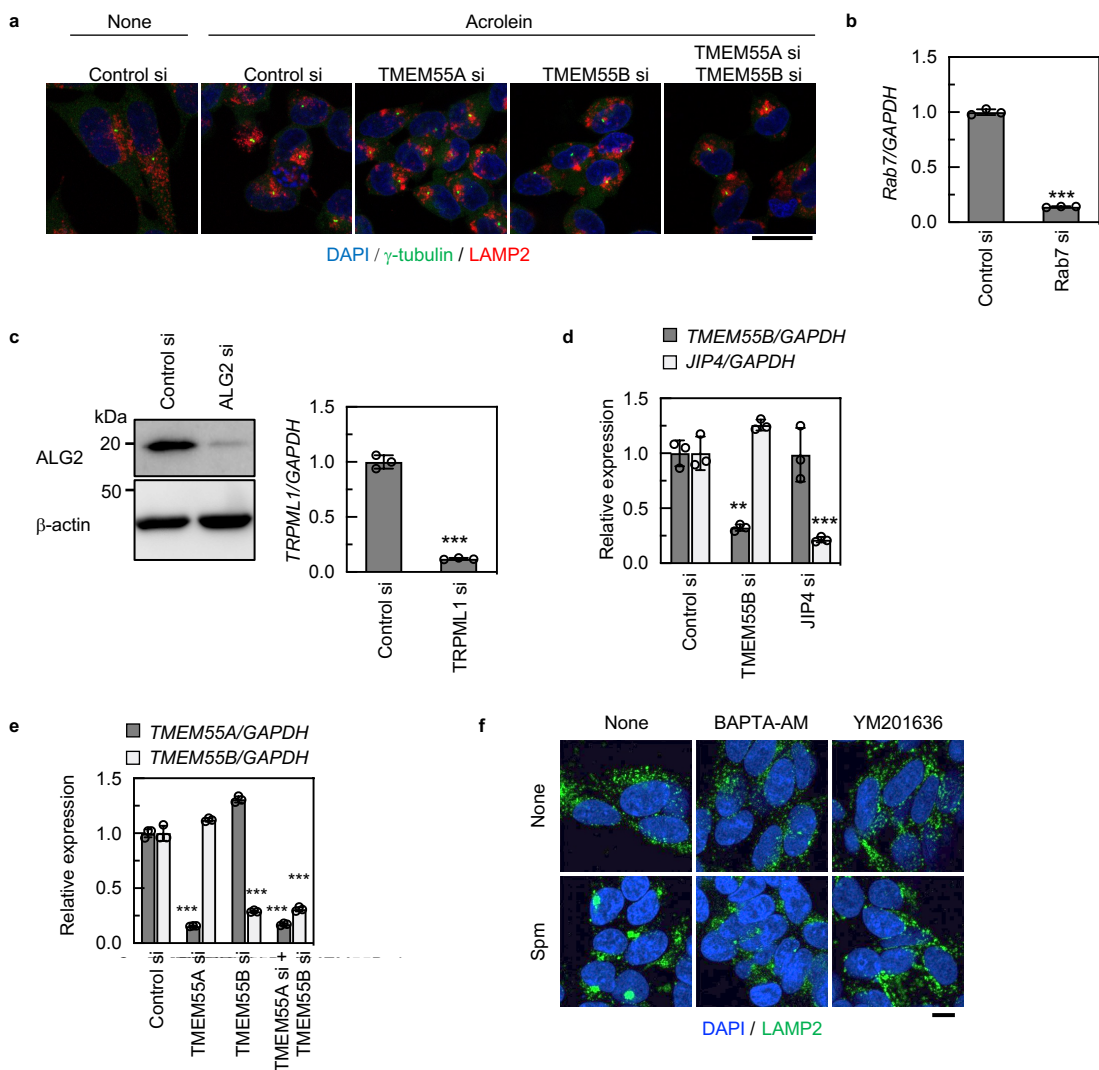 a
None
Acrolein
Control si
Control si
TMEM55A si
TMEM55B si
TMEM55A si
TMEM55B si
DAPI / γ-tubulin / LAMP2
b
Rab7/GAPDH
1.5
1.0
0.5
0.0
***
Control si
Rab7 si
c
Control si
ALG2 si
kDa
20
ALG2
50
β-actin
TRPML1/GAPDH
1.5
1.0
0.5
0.0
***
Control si
TRPML1 si
d
TMEM55B/GAPDH
JIP4/GAPDH
Relative expression
1.5
1.0
0.5
0.0
**
***
Control si
TMEM55B si
JIP4 si
e
TMEM55A/GAPDH
TMEM55B/GAPDH
Relative expression
1.5
1.0
0.5
0.0
***
***
***
***
Control si
TMEM55A si
TMEM55B si
TMEM55A si +
TMEM55B si
f
None
BAPTA-AM
YM201636
None
Spm
DAPI / LAMP2